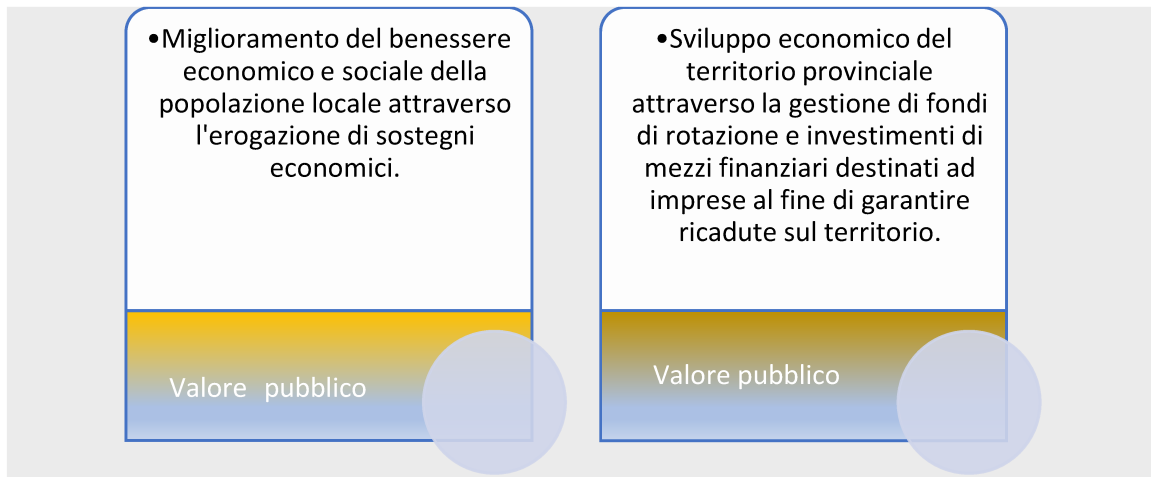 •Miglioramento del benessere
economico e sociale della
popolazione locale attraverso
l'erogazione di sostegni
economici.
Valore pubblico
•Sviluppo economico del
territorio provinciale
attraverso la gestione di fondi
di rotazione e investimenti di
mezzi finanziari destinati ad
imprese al fine di garantire
ricadute sul territorio.
Valore pubblico